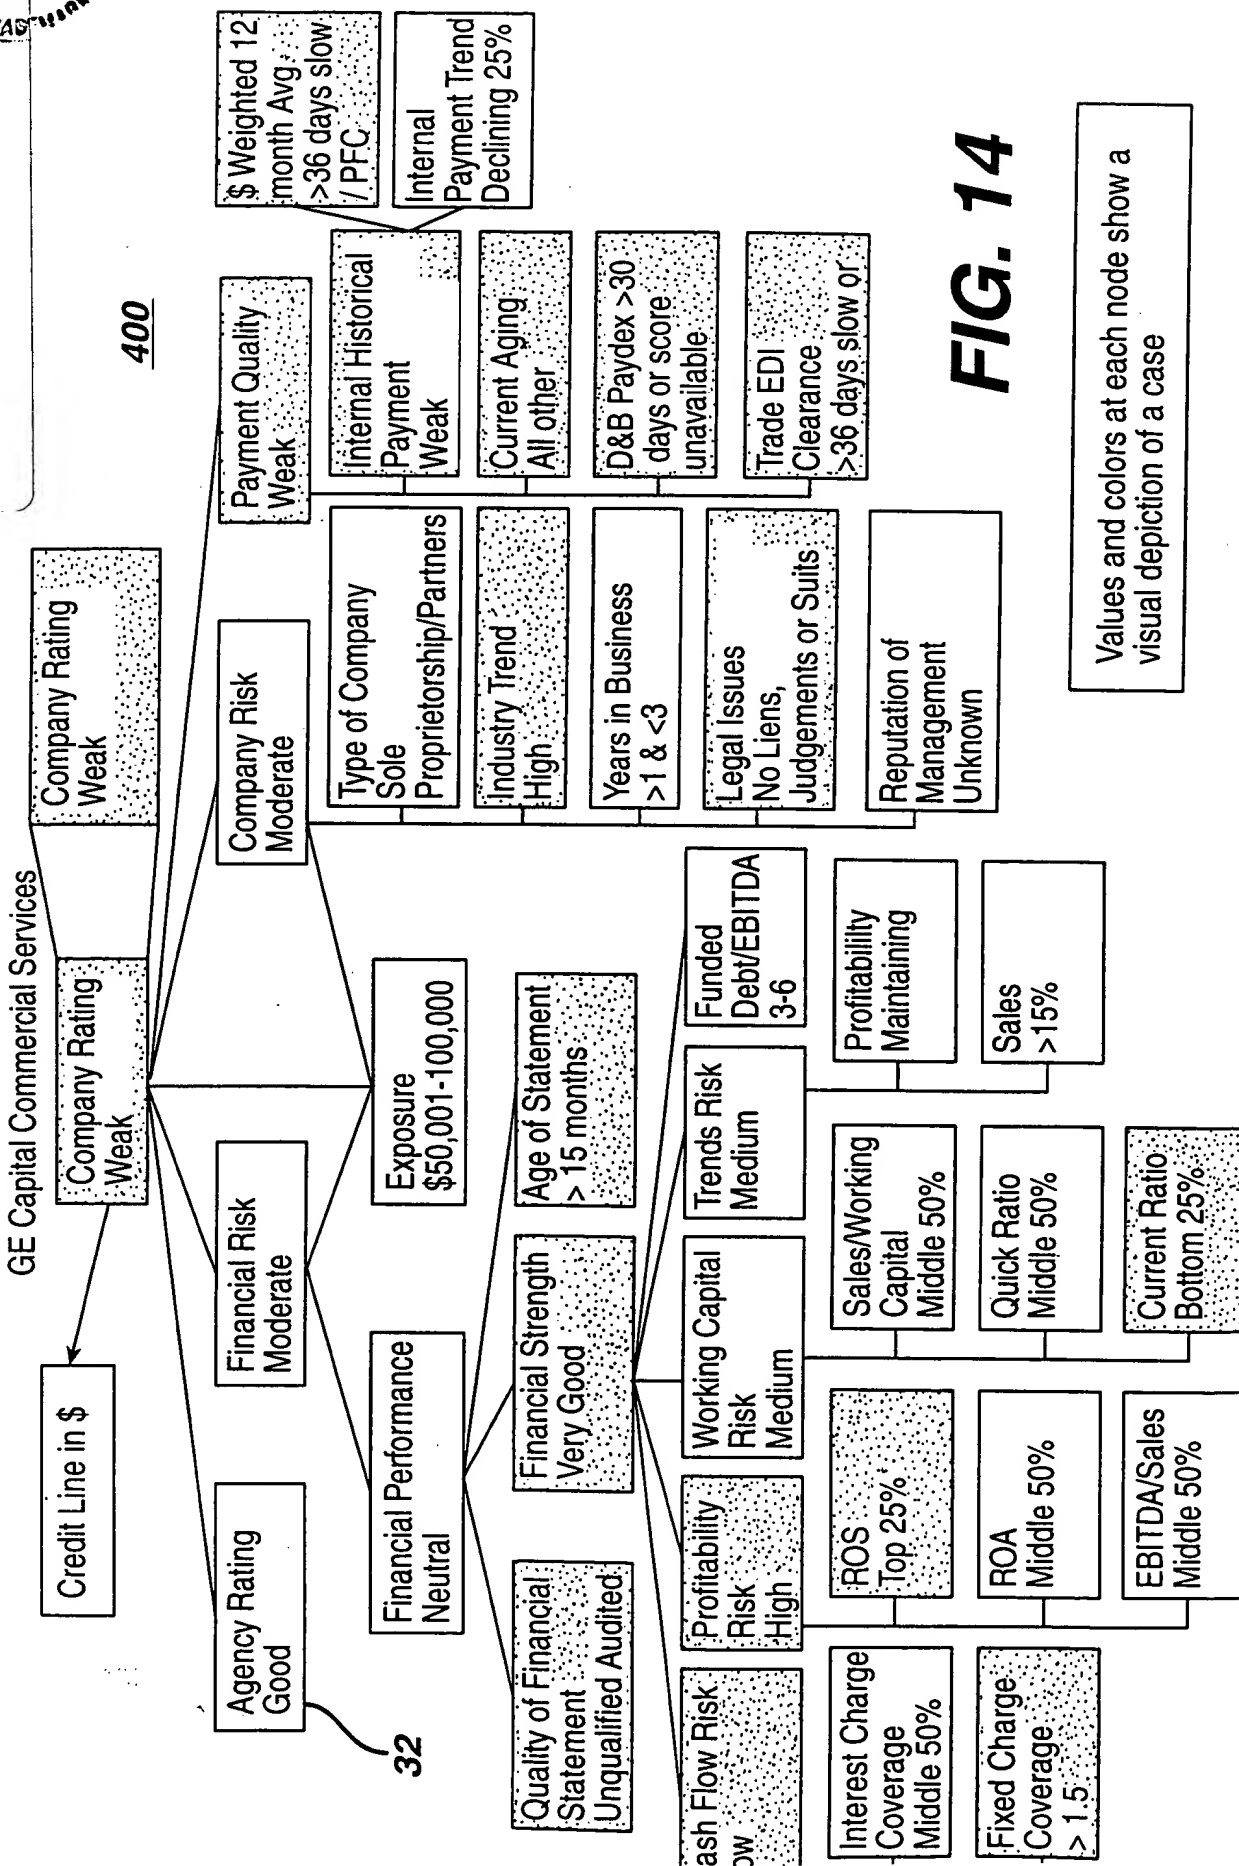 GE Capital Commercial Services
400
Credit Line in $
Company Rating
Weak
Company Rating
Weak
Agency Rating
Good
32
Financial Risk
Moderate
Company Risk
Moderate
Payment Quality
Weak
$ Weighted 12
month Avg
>36 days slow
/ PFC
Internal
Payment Trend
Declining 25%
Financial Performance
Neutral
Exposure
$50,001-100,000
Type of Company
Sole
Proprietorship/Partners
Industry Trend
High
Years in Business
>1 & <3
Legal Issues
No Liens,
Judgements or Suits
Reputation of
Management
Unknown
Internal Historical
Payment
Weak
Current Aging
All other
D&B Paydex >30
days or score
unavailable
Trade EDI
Clearance
>36 days slow or
Quality of Financial
Statement
Unqualified Audited
Financial Strength
Very Good
Age of Statement
> 15 months
ash Flow Risk
ow
Profitability
Risk
High
Working Capital
Risk
Medium
Trends Risk
Medium
Funded
Debt/EBITDA
3-6
Interest Charge
Coverage
Middle 50%
Fixed Charge
Coverage
> 1.5
ROS
Top 25%
ROA
Middle 50%
EBITDA/Sales
Middle 50%
Sales/Working
Capital
Middle 50%
Quick Ratio
Middle 50%
Current Ratio
Bottom 25%
Profitability
Maintaining
Sales
>15%
FIG. 14
Values and colors at each node show a
visual depiction of a case